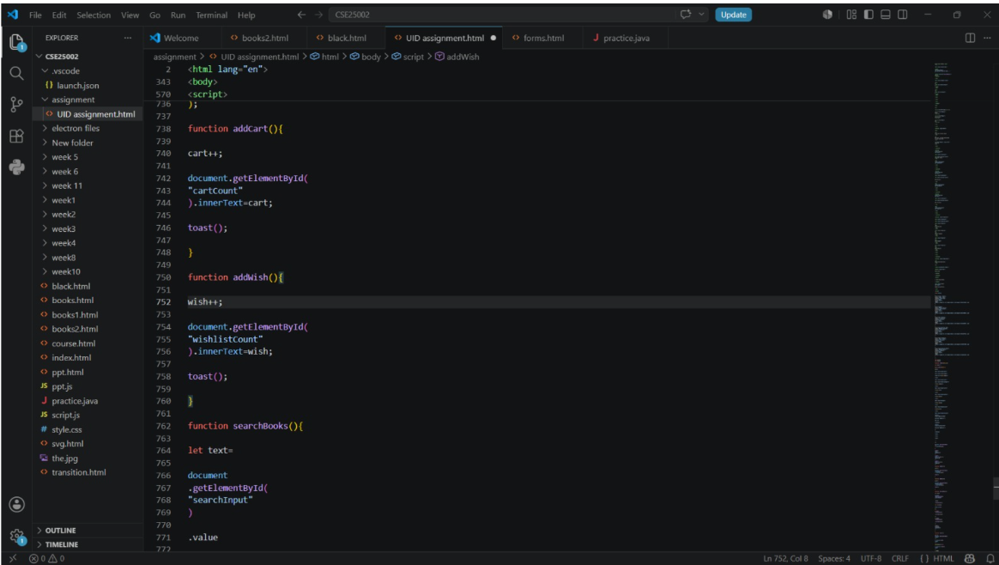 File Edit Selection View Go Run Terminal Help
CSE25002
Update
EXPLORER
CSE25002
.vscode
{} launch.json
assignment
<> UID assignment.html
electron files
New folder
week 5
week 6
week 11
week1
week2
week3
week4
week8
week10
<> black.html
<> books.html
<> books1.html
<> books2.html
<> course.html
<> index.html
<> ppt.html
JS ppt.js
J practice.java
JS script.js
# style.css
<> svg.html
the.jpg
<> transition.html
OUTLINE
TIMELINE
Welcome <> books2.html <> black.html <> UID assignment.html ● <> forms.html J practice.java
assignment > <> UID assignment.html > html > body > script > addWish
2 <html lang="en">
343 <body>
570 <script>
736 );
737
738 function addCart(){
739
740 cart++;
741
742 document.getElementById(
743 "cartCount"
744 ).innerText=cart;
745
746 toast();
747
748 }
749
750 function addWish(){
751
752 wish++;
753
754 document.getElementById(
755 "wishlistCount"
756 ).innerText=wish;
757
758 toast();
759
760 }
761
762 function searchBooks(){
763
764 let text=
765
766 document
767 .getElementById(
768 "searchInput"
769 )
770
771 .value
772
0 0 Ln 752, Col 8 Spaces: 4 UTF-8 CRLF {} HTML